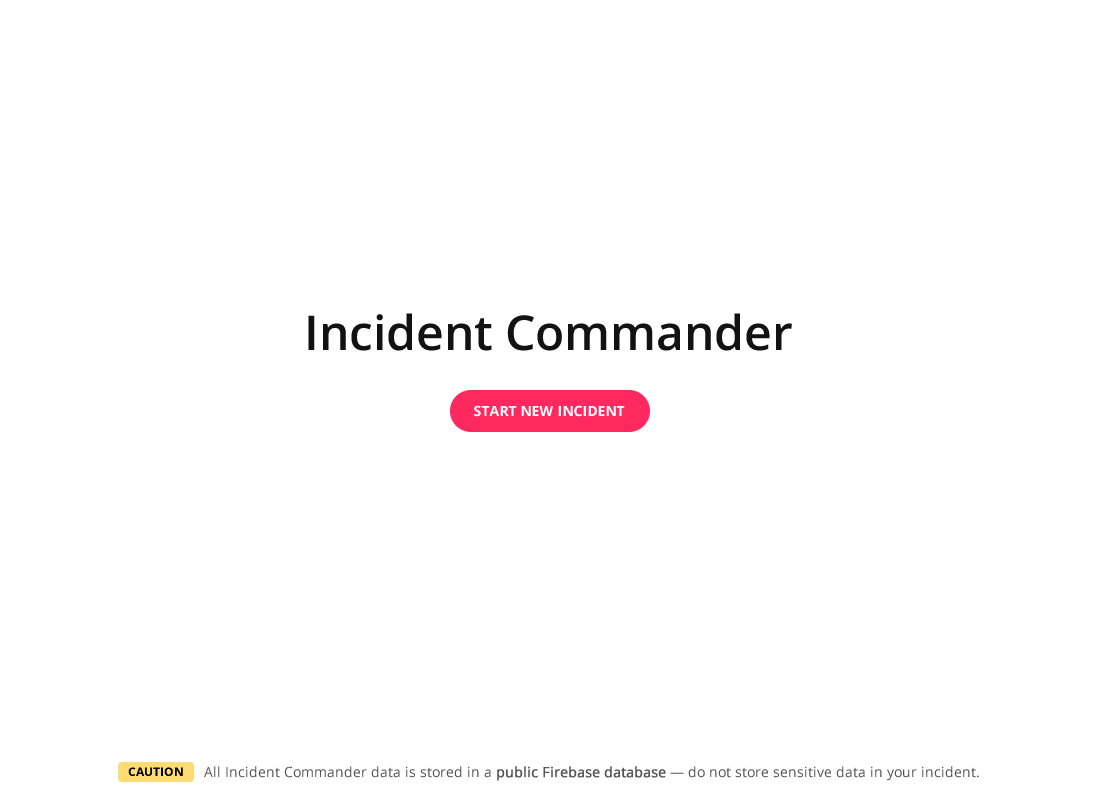 Incident Commander
START NEW INCIDENT
CAUTION All Incident Commander data is stored in a public Firebase database — do not store sensitive data in your incident.